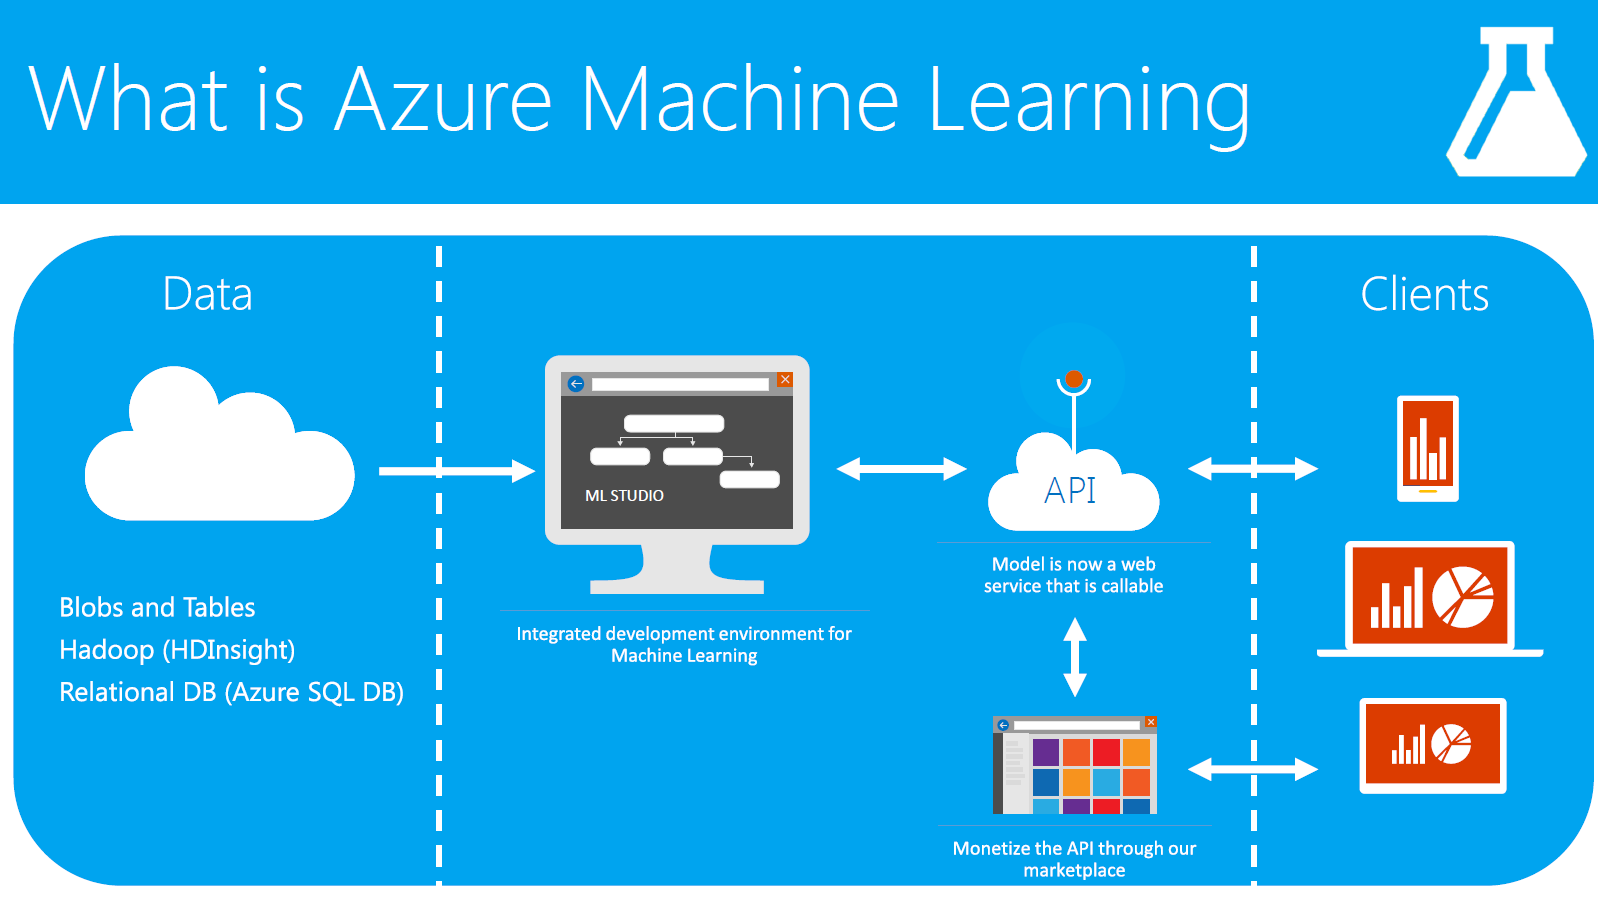 What is Azure Machine Learning
Data
Blobs and Tables
Hadoop (HDInsight)
Relational DB (Azure SQL DB)
ML STUDIO
Integrated development environment for
Machine Learning
API
Model is now a web
service that is callable
Monetize the API through our
marketplace
Clients